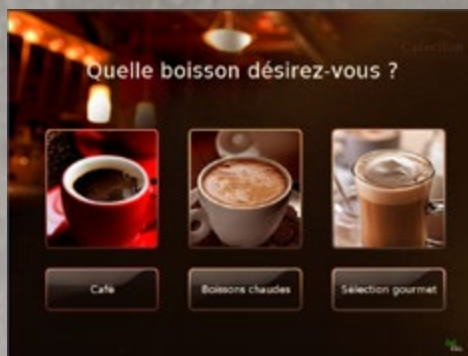 Quelle boisson désirez-vous ?
Café
Boissons chaudes
Sélection gourmet